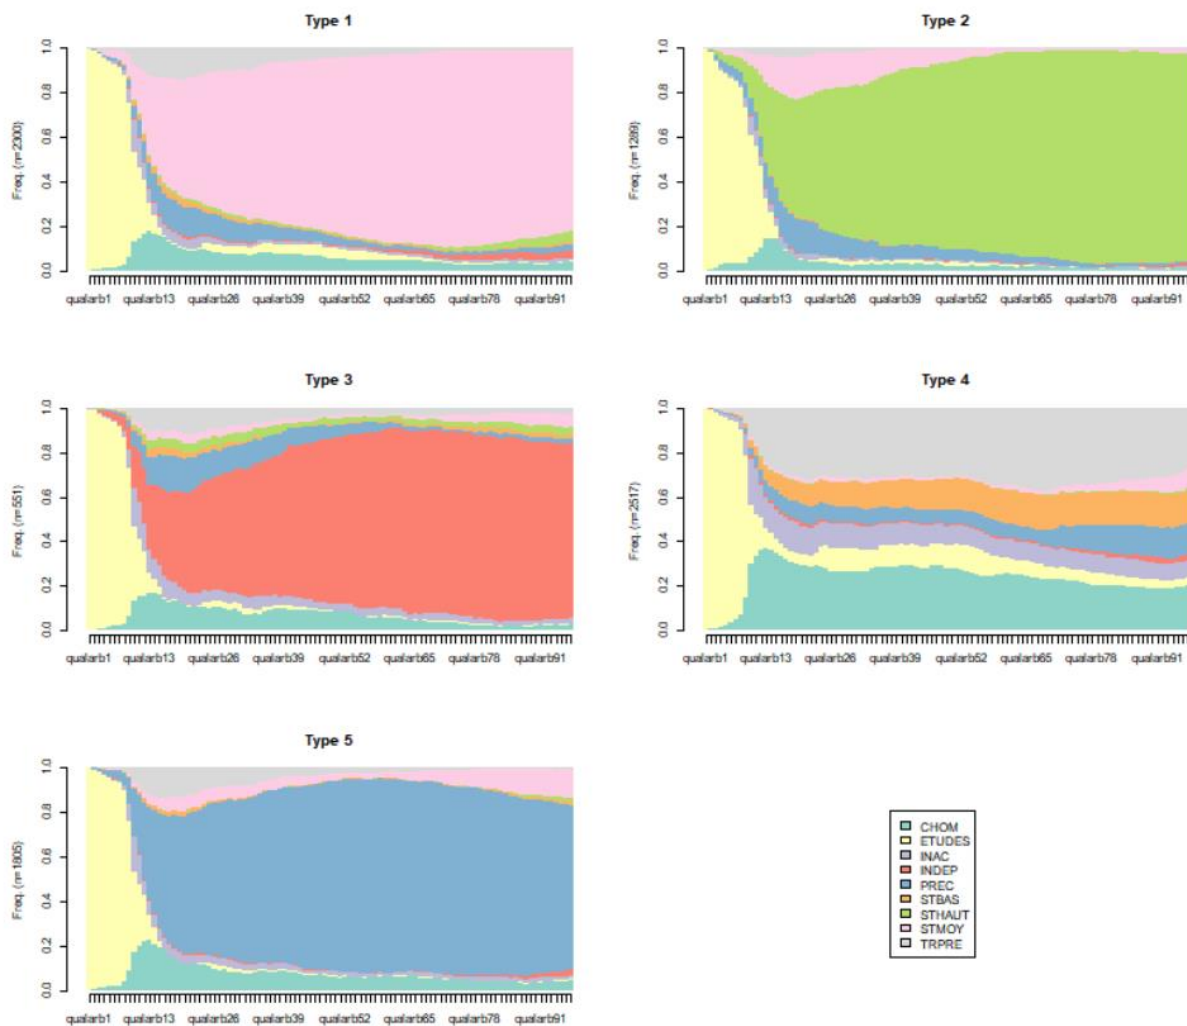 Type 1
Freq. (n=2300)
0.0 0.2 0.4 0.6 0.8 1.0
qualarb1 qualarb13 qualarb26 qualarb39 qualarb52 qualarb65 qualarb78 qualarb91
Type 2
Freq. (n=1289)
0.0 0.2 0.4 0.6 0.8 1.0
qualarb1 qualarb13 qualarb26 qualarb39 qualarb52 qualarb65 qualarb78 qualarb91
Type 3
Freq. (n=551)
0.0 0.2 0.4 0.6 0.8 1.0
qualarb1 qualarb13 qualarb26 qualarb39 qualarb52 qualarb65 qualarb78 qualarb91
Type 4
Freq. (n=2517)
0.0 0.2 0.4 0.6 0.8 1.0
qualarb1 qualarb13 qualarb26 qualarb39 qualarb52 qualarb65 qualarb78 qualarb91
Type 5
Freq. (n=1805)
0.0 0.2 0.4 0.6 0.8 1.0
qualarb1 qualarb13 qualarb26 qualarb39 qualarb52 qualarb65 qualarb78 qualarb91
CHOM
ETUDES
INAC
INDEP
PREC
STBAS
STHAUT
STMOY
TRPRE